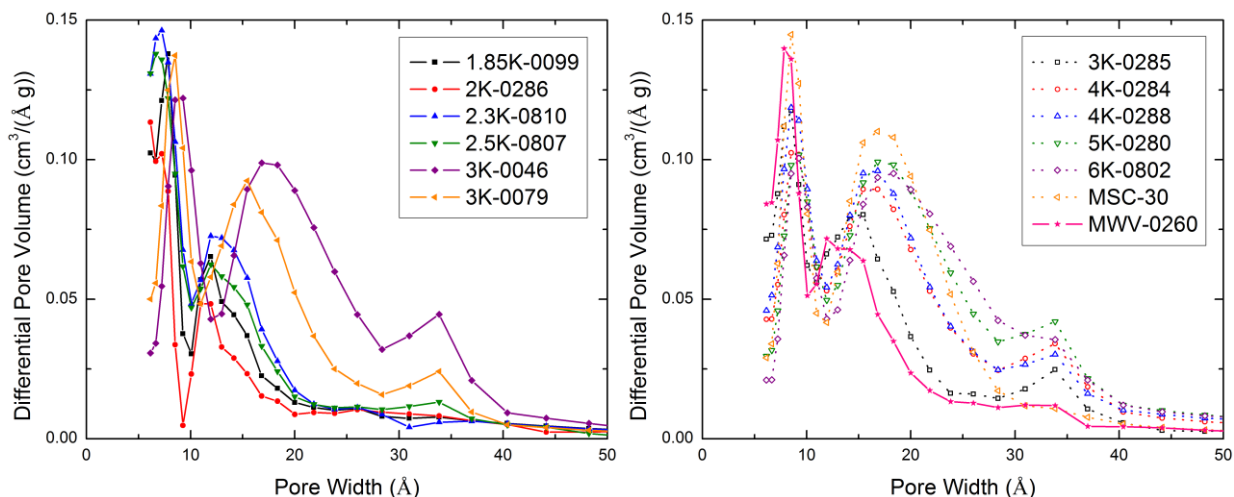 0.15
0.10
0.05
0.00
0
10
20
30
40
50
Differential Pore Volume (cm³/(Å g))
Pore Width (Å)
1.85K-0099
2K-0286
2.3K-0810
2.5K-0807
3K-0046
3K-0079
0.15
0.10
0.05
0.00
0
10
20
30
40
50
Differential Pore Volume (cm³/(Å g))
Pore Width (Å)
3K-0285
4K-0284
4K-0288
5K-0280
6K-0802
MSC-30
MWV-0260